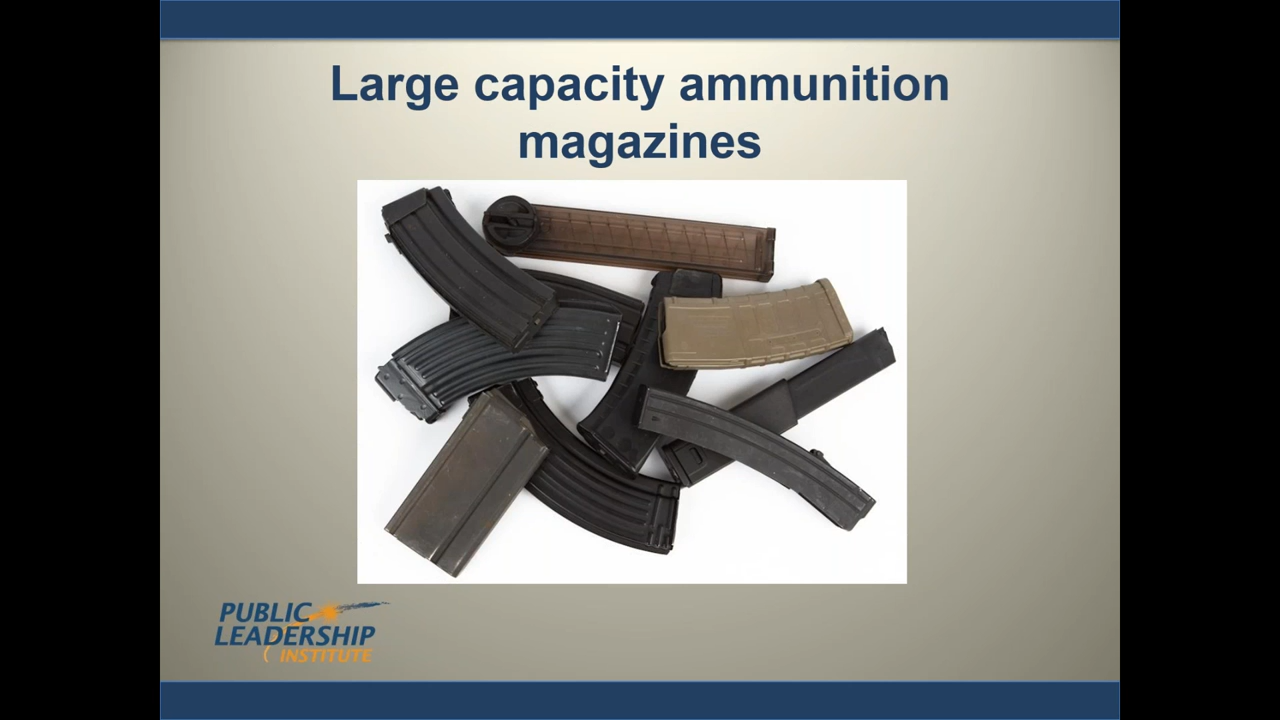 Large capacity ammunition
magazines
PUBLIC
LEADERSHIP
INSTITUTE